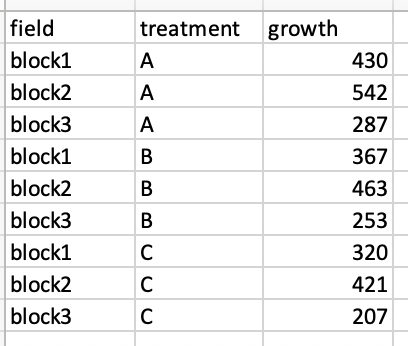 field treatment growth
block1 A 430
block2 A 542
block3 A 287
block1 B 367
block2 B 463
block3 B 253
block1 C 320
block2 C 421
block3 C 207